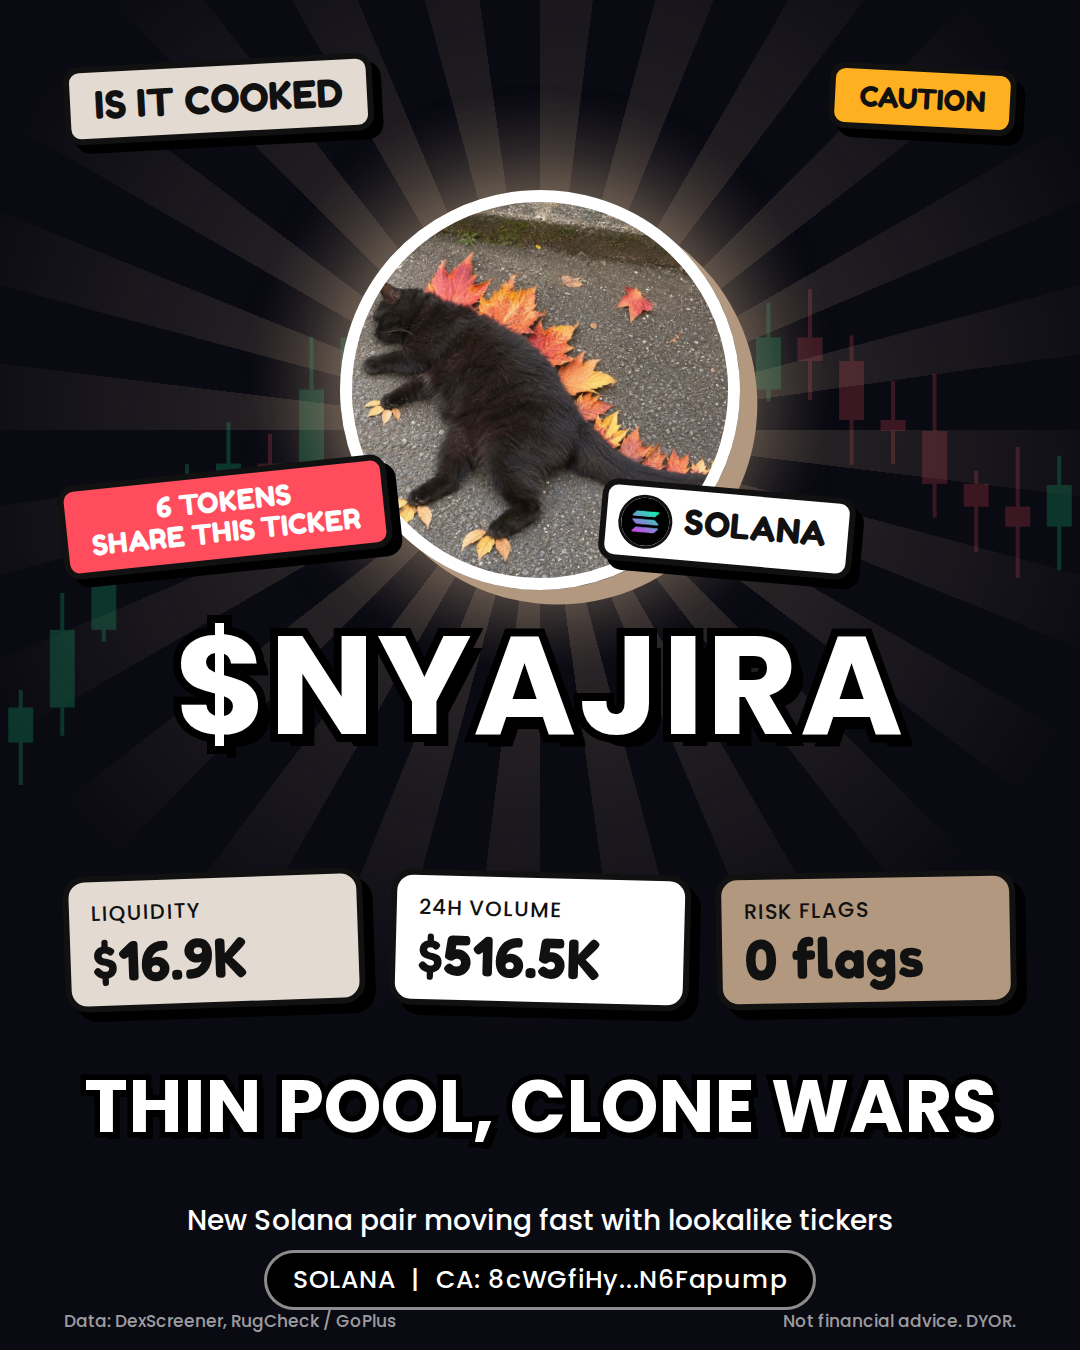 IS IT COOKED
CAUTION
6 TOKENS
SHARE THIS TICKER
SOLANA
$NYAJIRA
LIQUIDITY
$16.9K
24H VOLUME
$516.5K
RISK FLAGS
0 flags
THIN POOL, CLONE WARS
New Solana pair moving fast with lookalike tickers
SOLANA | CA: 8cWGfiHy...N6Fapump
Data: DexScreener, RugCheck / GoPlus
Not financial advice. DYOR.